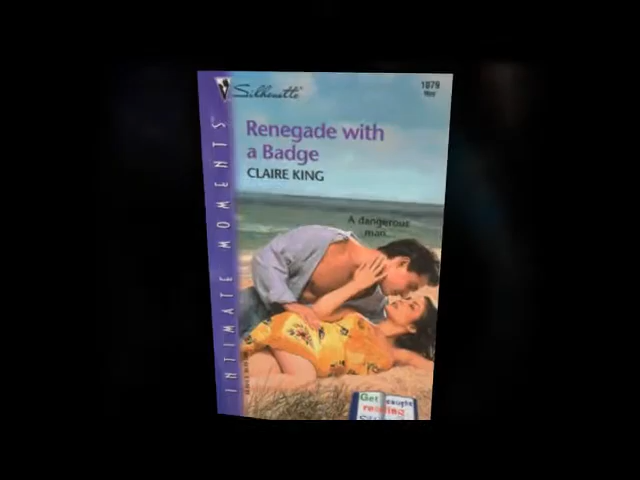 Silhouette
1079
Renegade with
a Badge
CLAIRE KING
INTIMATE MOMENTS
A dangerous
man...
Get
reading